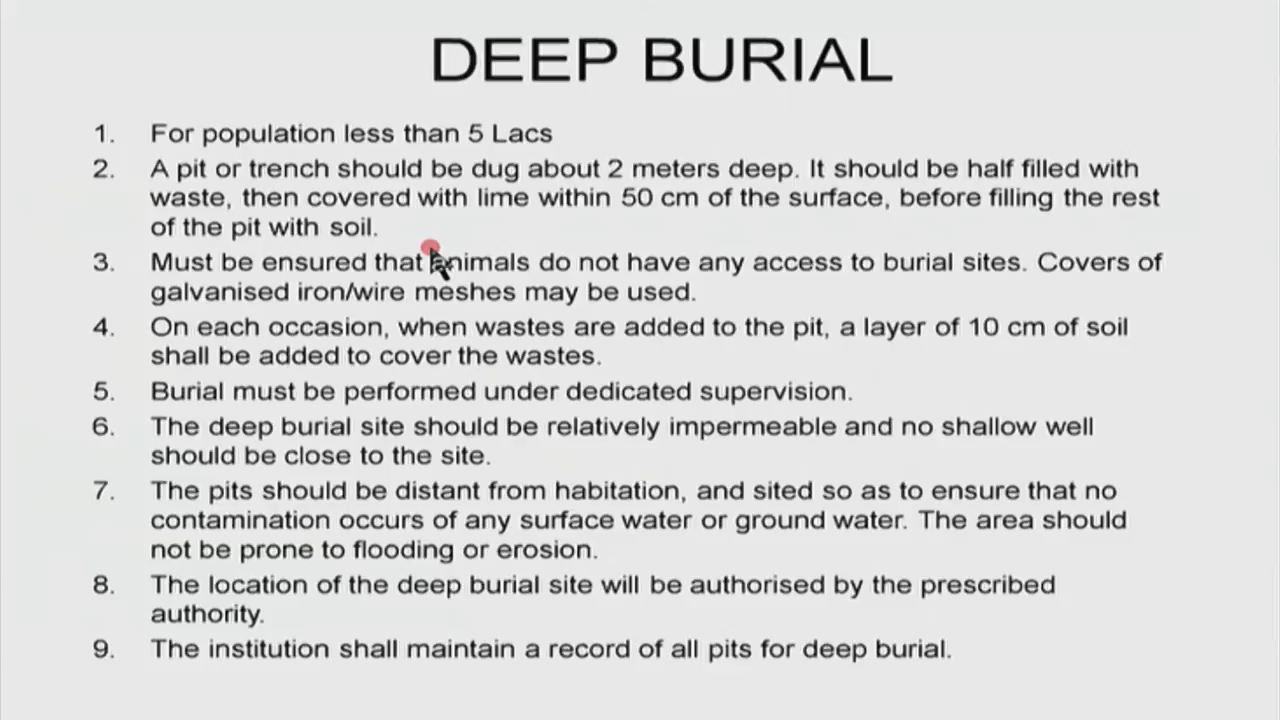 DEEP BURIAL
1. For population less than 5 Lacs
2. A pit or trench should be dug about 2 meters deep. It should be half filled with
waste, then covered with lime within 50 cm of the surface, before filling the rest
of the pit with soil.
3. Must be ensured that animals do not have any access to burial sites. Covers of
galvanised iron/wire meshes may be used.
4. On each occasion, when wastes are added to the pit, a layer of 10 cm of soil
shall be added to cover the wastes.
5. Burial must be performed under dedicated supervision.
6. The deep burial site should be relatively impermeable and no shallow well
should be close to the site.
7. The pits should be distant from habitation, and sited so as to ensure that no
contamination occurs of any surface water or ground water. The area should
not be prone to flooding or erosion.
8. The location of the deep burial site will be authorised by the prescribed
authority.
9. The institution shall maintain a record of all pits for deep burial.